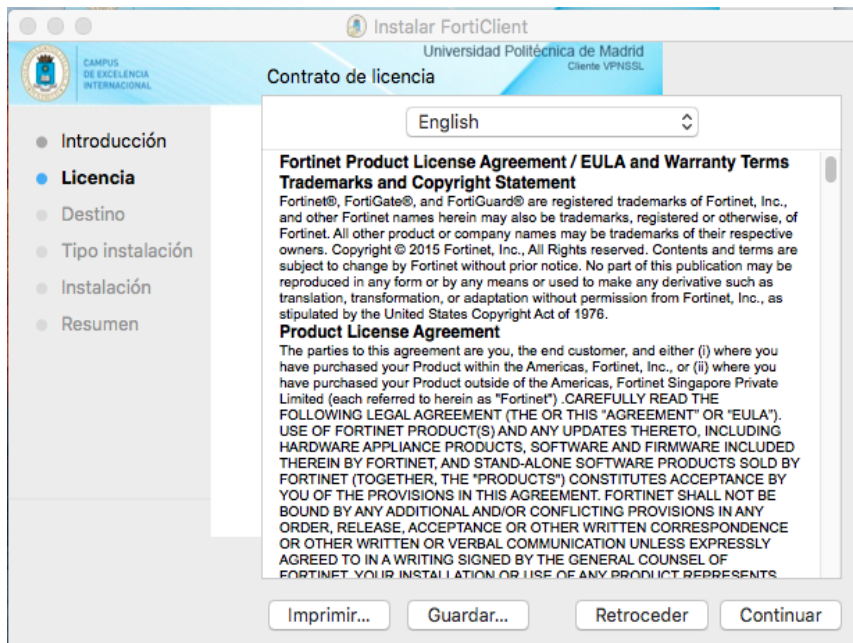 Instalar FortiClient
CAMPUS
DE EXCELENCIA
INTERNACIONAL
Universidad Politécnica de Madrid
Cliente VPNSSL
Contrato de licencia
Introducción
Licencia
Destino
Tipo instalación
Instalación
Resumen
English
Fortinet Product License Agreement / EULA and Warranty Terms
Trademarks and Copyright Statement
Fortinet®, FortiGate®, and FortiGuard® are registered trademarks of Fortinet, Inc.,
and other Fortinet names herein may also be trademarks, registered or otherwise, of
Fortinet. All other product or company names may be trademarks of their respective
owners. Copyright © 2015 Fortinet, Inc., All Rights reserved. Contents and terms are
subject to change by Fortinet without prior notice. No part of this publication may be
reproduced in any form or by any means or used to make any derivative such as
translation, transformation, or adaptation without permission from Fortinet, Inc., as
stipulated by the United States Copyright Act of 1976.
Product License Agreement
The parties to this agreement are you, the end customer, and either (i) where you
have purchased your Product within the Americas, Fortinet, Inc., or (ii) where you
have purchased your Product outside of the Americas, Fortinet Singapore Private
Limited (each referred to herein as "Fortinet") .CAREFULLY READ THE
FOLLOWING LEGAL AGREEMENT (THE OR THIS "AGREEMENT" OR "EULA").
USE OF FORTINET PRODUCT(S) AND ANY UPDATES THERETO, INCLUDING
HARDWARE APPLIANCE PRODUCTS, SOFTWARE AND FIRMWARE INCLUDED
THEREIN BY FORTINET, AND STAND-ALONE SOFTWARE PRODUCTS SOLD BY
FORTINET (TOGETHER, THE "PRODUCTS") CONSTITUTES ACCEPTANCE BY
YOU OF THE PROVISIONS IN THIS AGREEMENT. FORTINET SHALL NOT BE
BOUND BY ANY ADDITIONAL AND/OR CONFLICTING PROVISIONS IN ANY
ORDER, RELEASE, ACCEPTANCE OR OTHER WRITTEN CORRESPONDENCE
OR OTHER WRITTEN OR VERBAL COMMUNICATION UNLESS EXPRESSLY
AGREED TO IN A WRITING SIGNED BY THE GENERAL COUNSEL OF
FORTINET. YOUR INSTALLATION OR USE OF ANY PRODUCT REPRESENTS
Imprimir...
Guardar...
Retroceder
Continuar